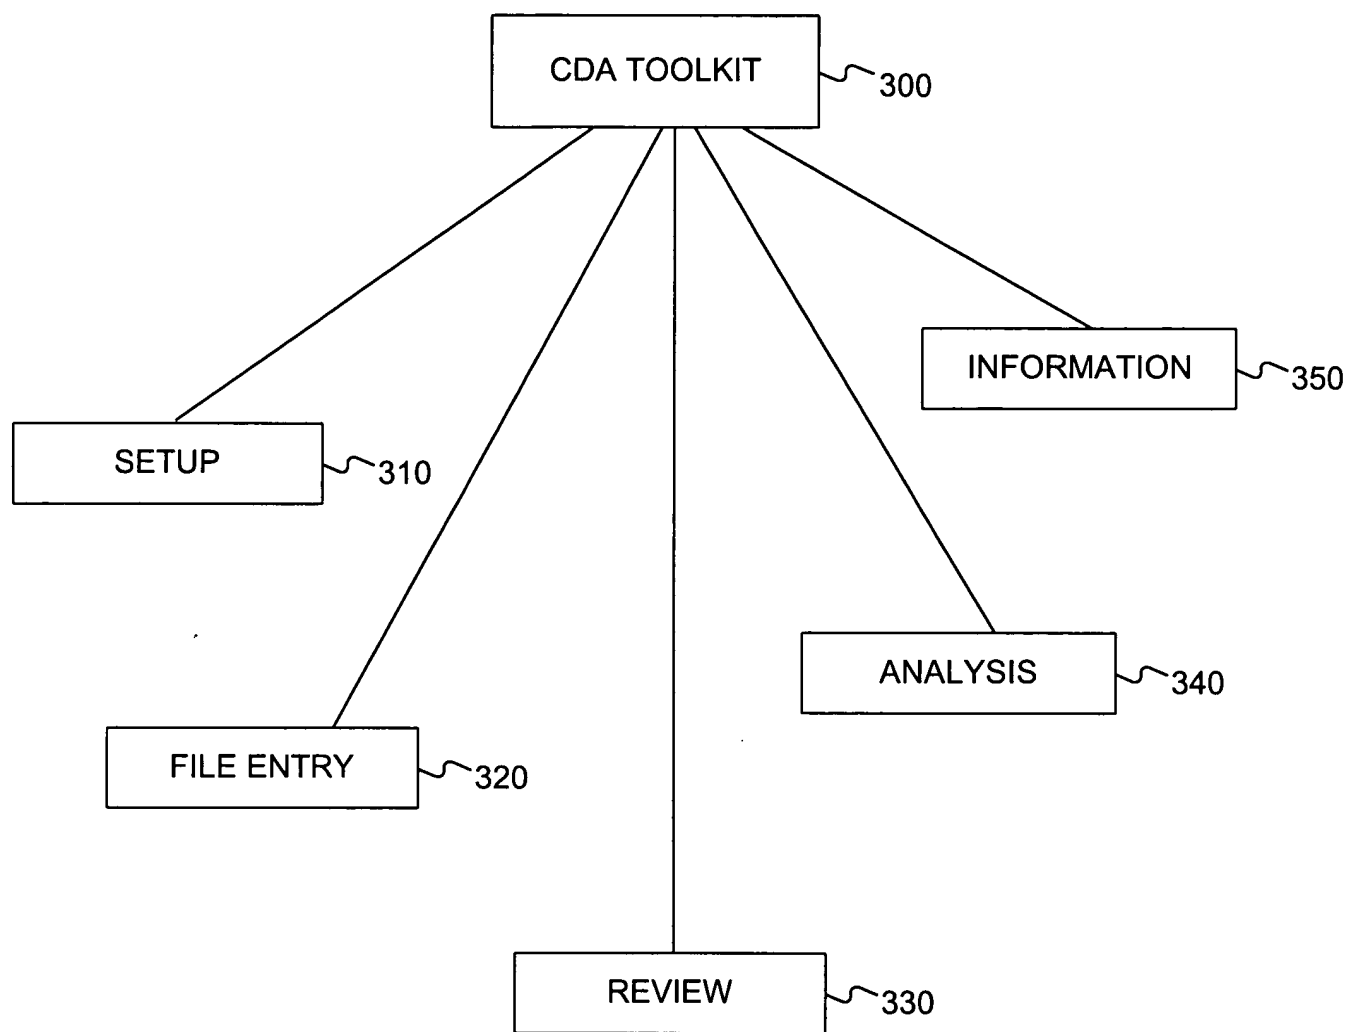 CDA TOOLKIT
300
INFORMATION
350
SETUP
310
ANALYSIS
340
FILE ENTRY
320
REVIEW
330